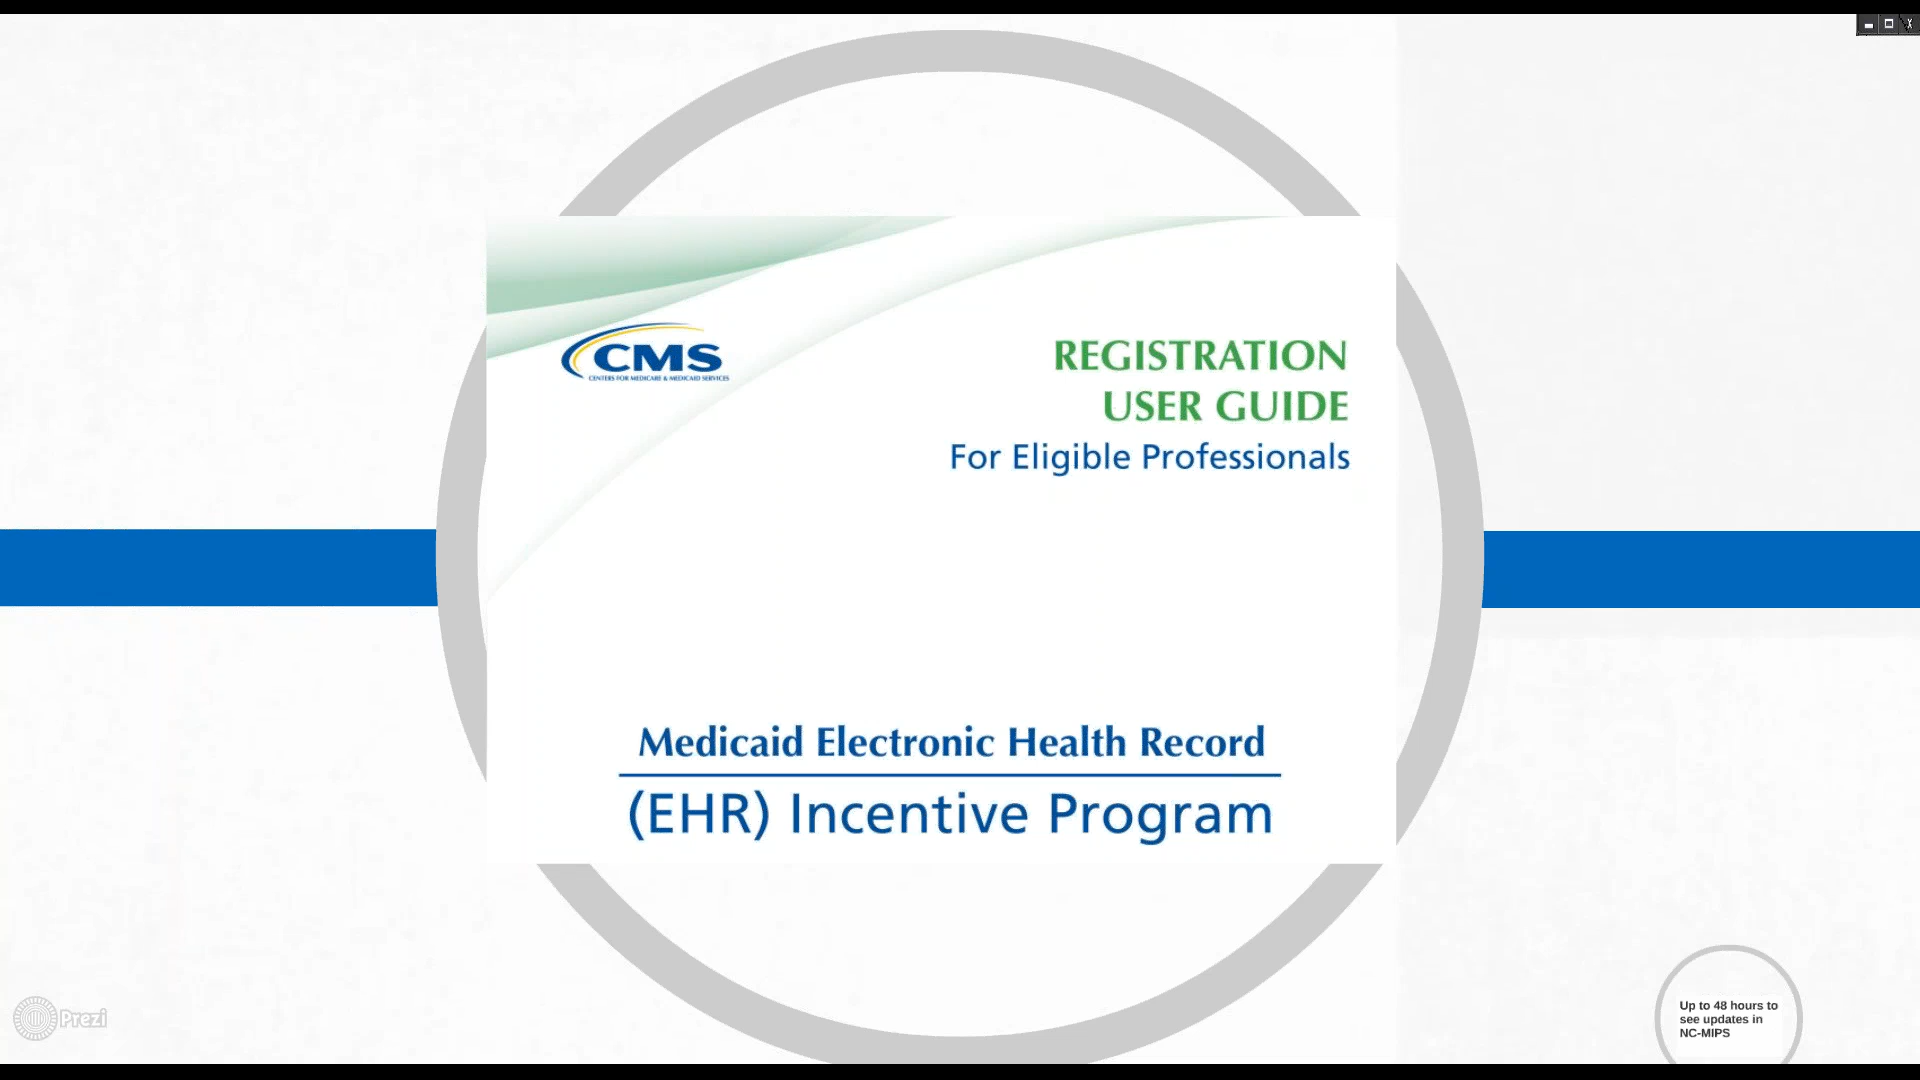 CMS
CENTERS FOR MEDICARE & MEDICAID SERVICES
REGISTRATION
USER GUIDE
For Eligible Professionals
Medicaid Electronic Health Record
(EHR) Incentive Program
Prezi
Up to 48 hours to
see updates in
NC-MIPS